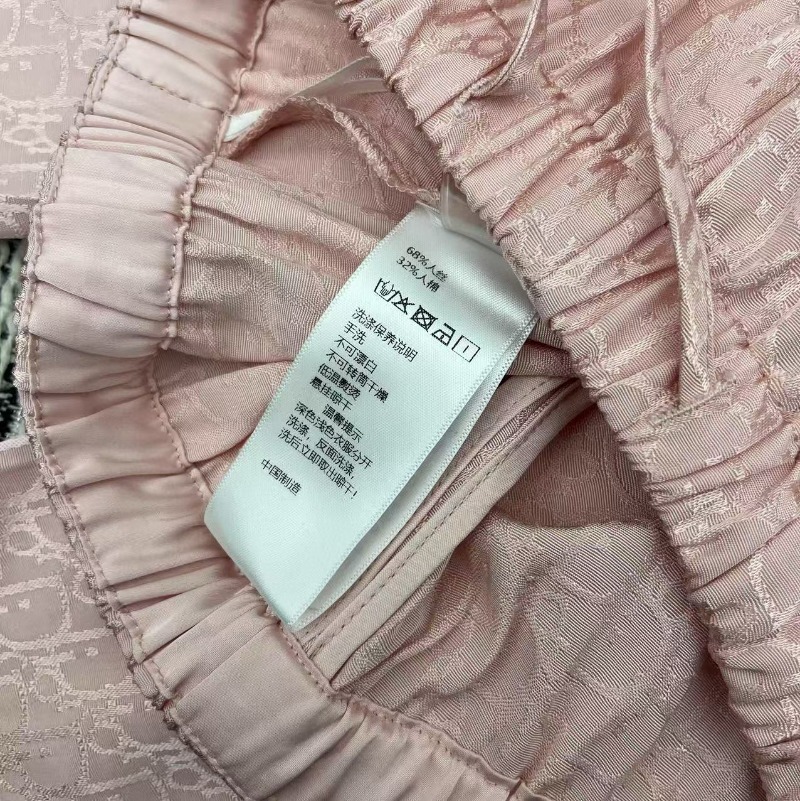 68%人丝
32%人棉
洗涤保养说明
手洗
不可漂白
不可转筒干燥
低温熨烫
悬挂晾干
温馨提示
深色浅色衣服分开
洗涤，反面洗涤，
洗后立即取出晾干!
中国制造